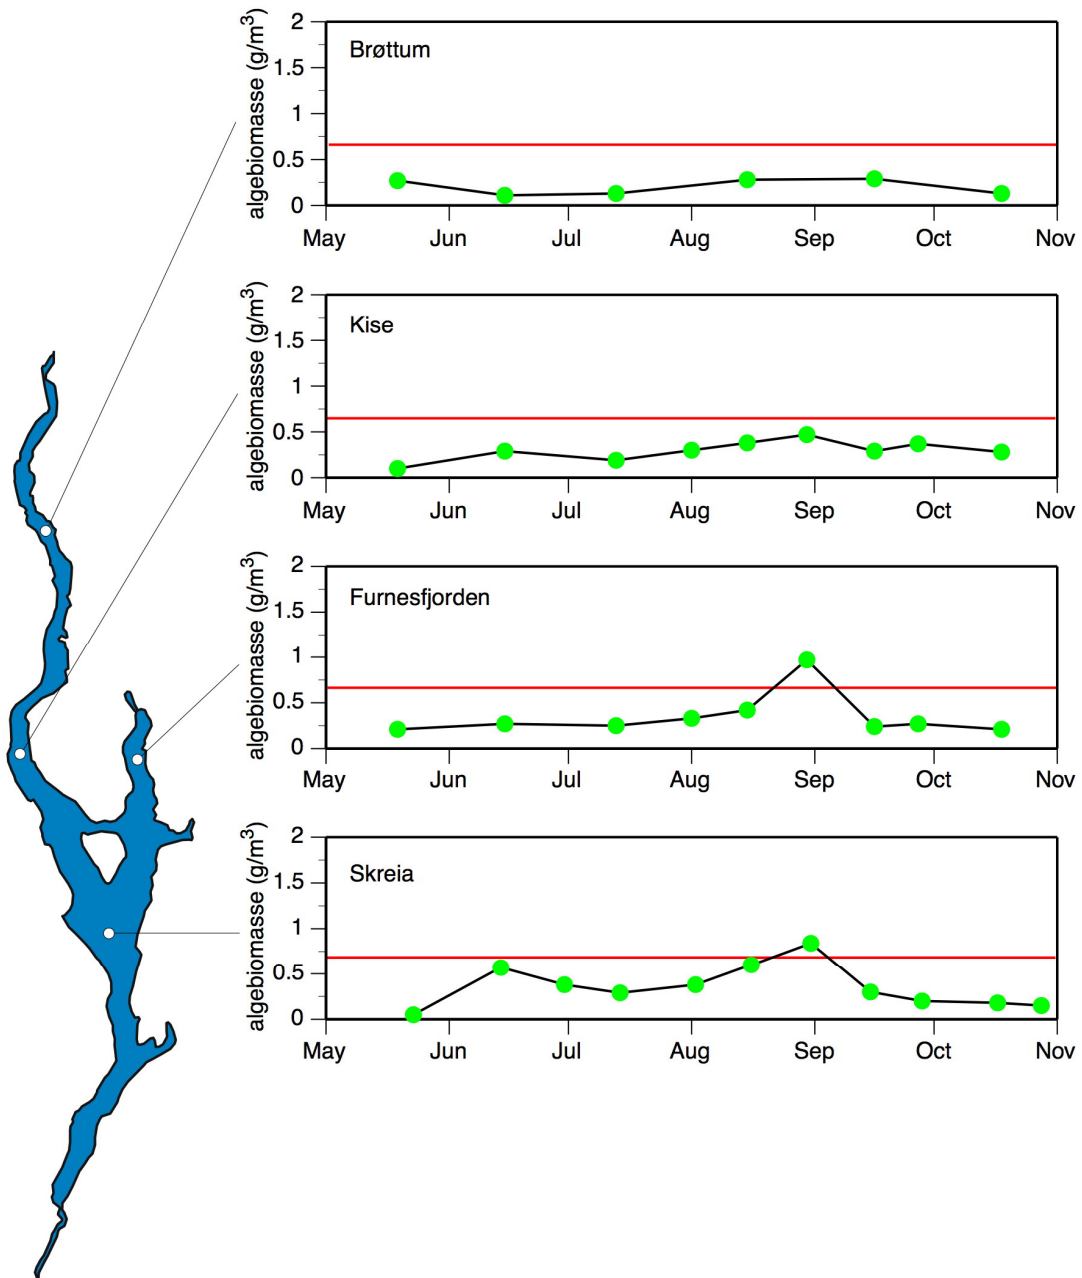 algebiomasse (g/m³)
2
1.5
1
0.5
0
Brøttum
May Jun Jul Aug Sep Oct Nov
algebiomasse (g/m³)
2
1.5
1
0.5
0
Kise
May Jun Jul Aug Sep Oct Nov
algebiomasse (g/m³)
2
1.5
1
0.5
0
Furnesfjorden
May Jun Jul Aug Sep Oct Nov
algebiomasse (g/m³)
2
1.5
1
0.5
0
Skreia
May Jun Jul Aug Sep Oct Nov